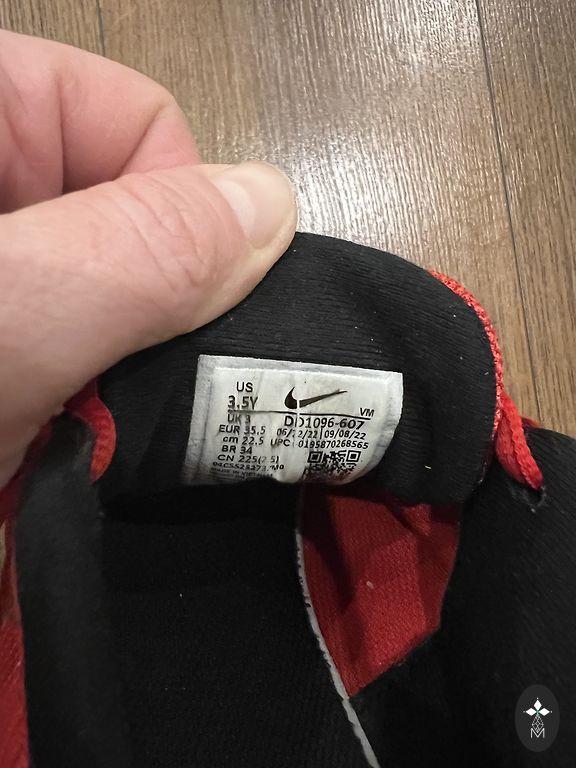 US
3.5Y
UK 3
EUR 35.5
cm 22.5
BR 34
CN 225(2.5)
VM
DD1096-607
06/12/22 09/08/22
UPC: 0195870268565
M